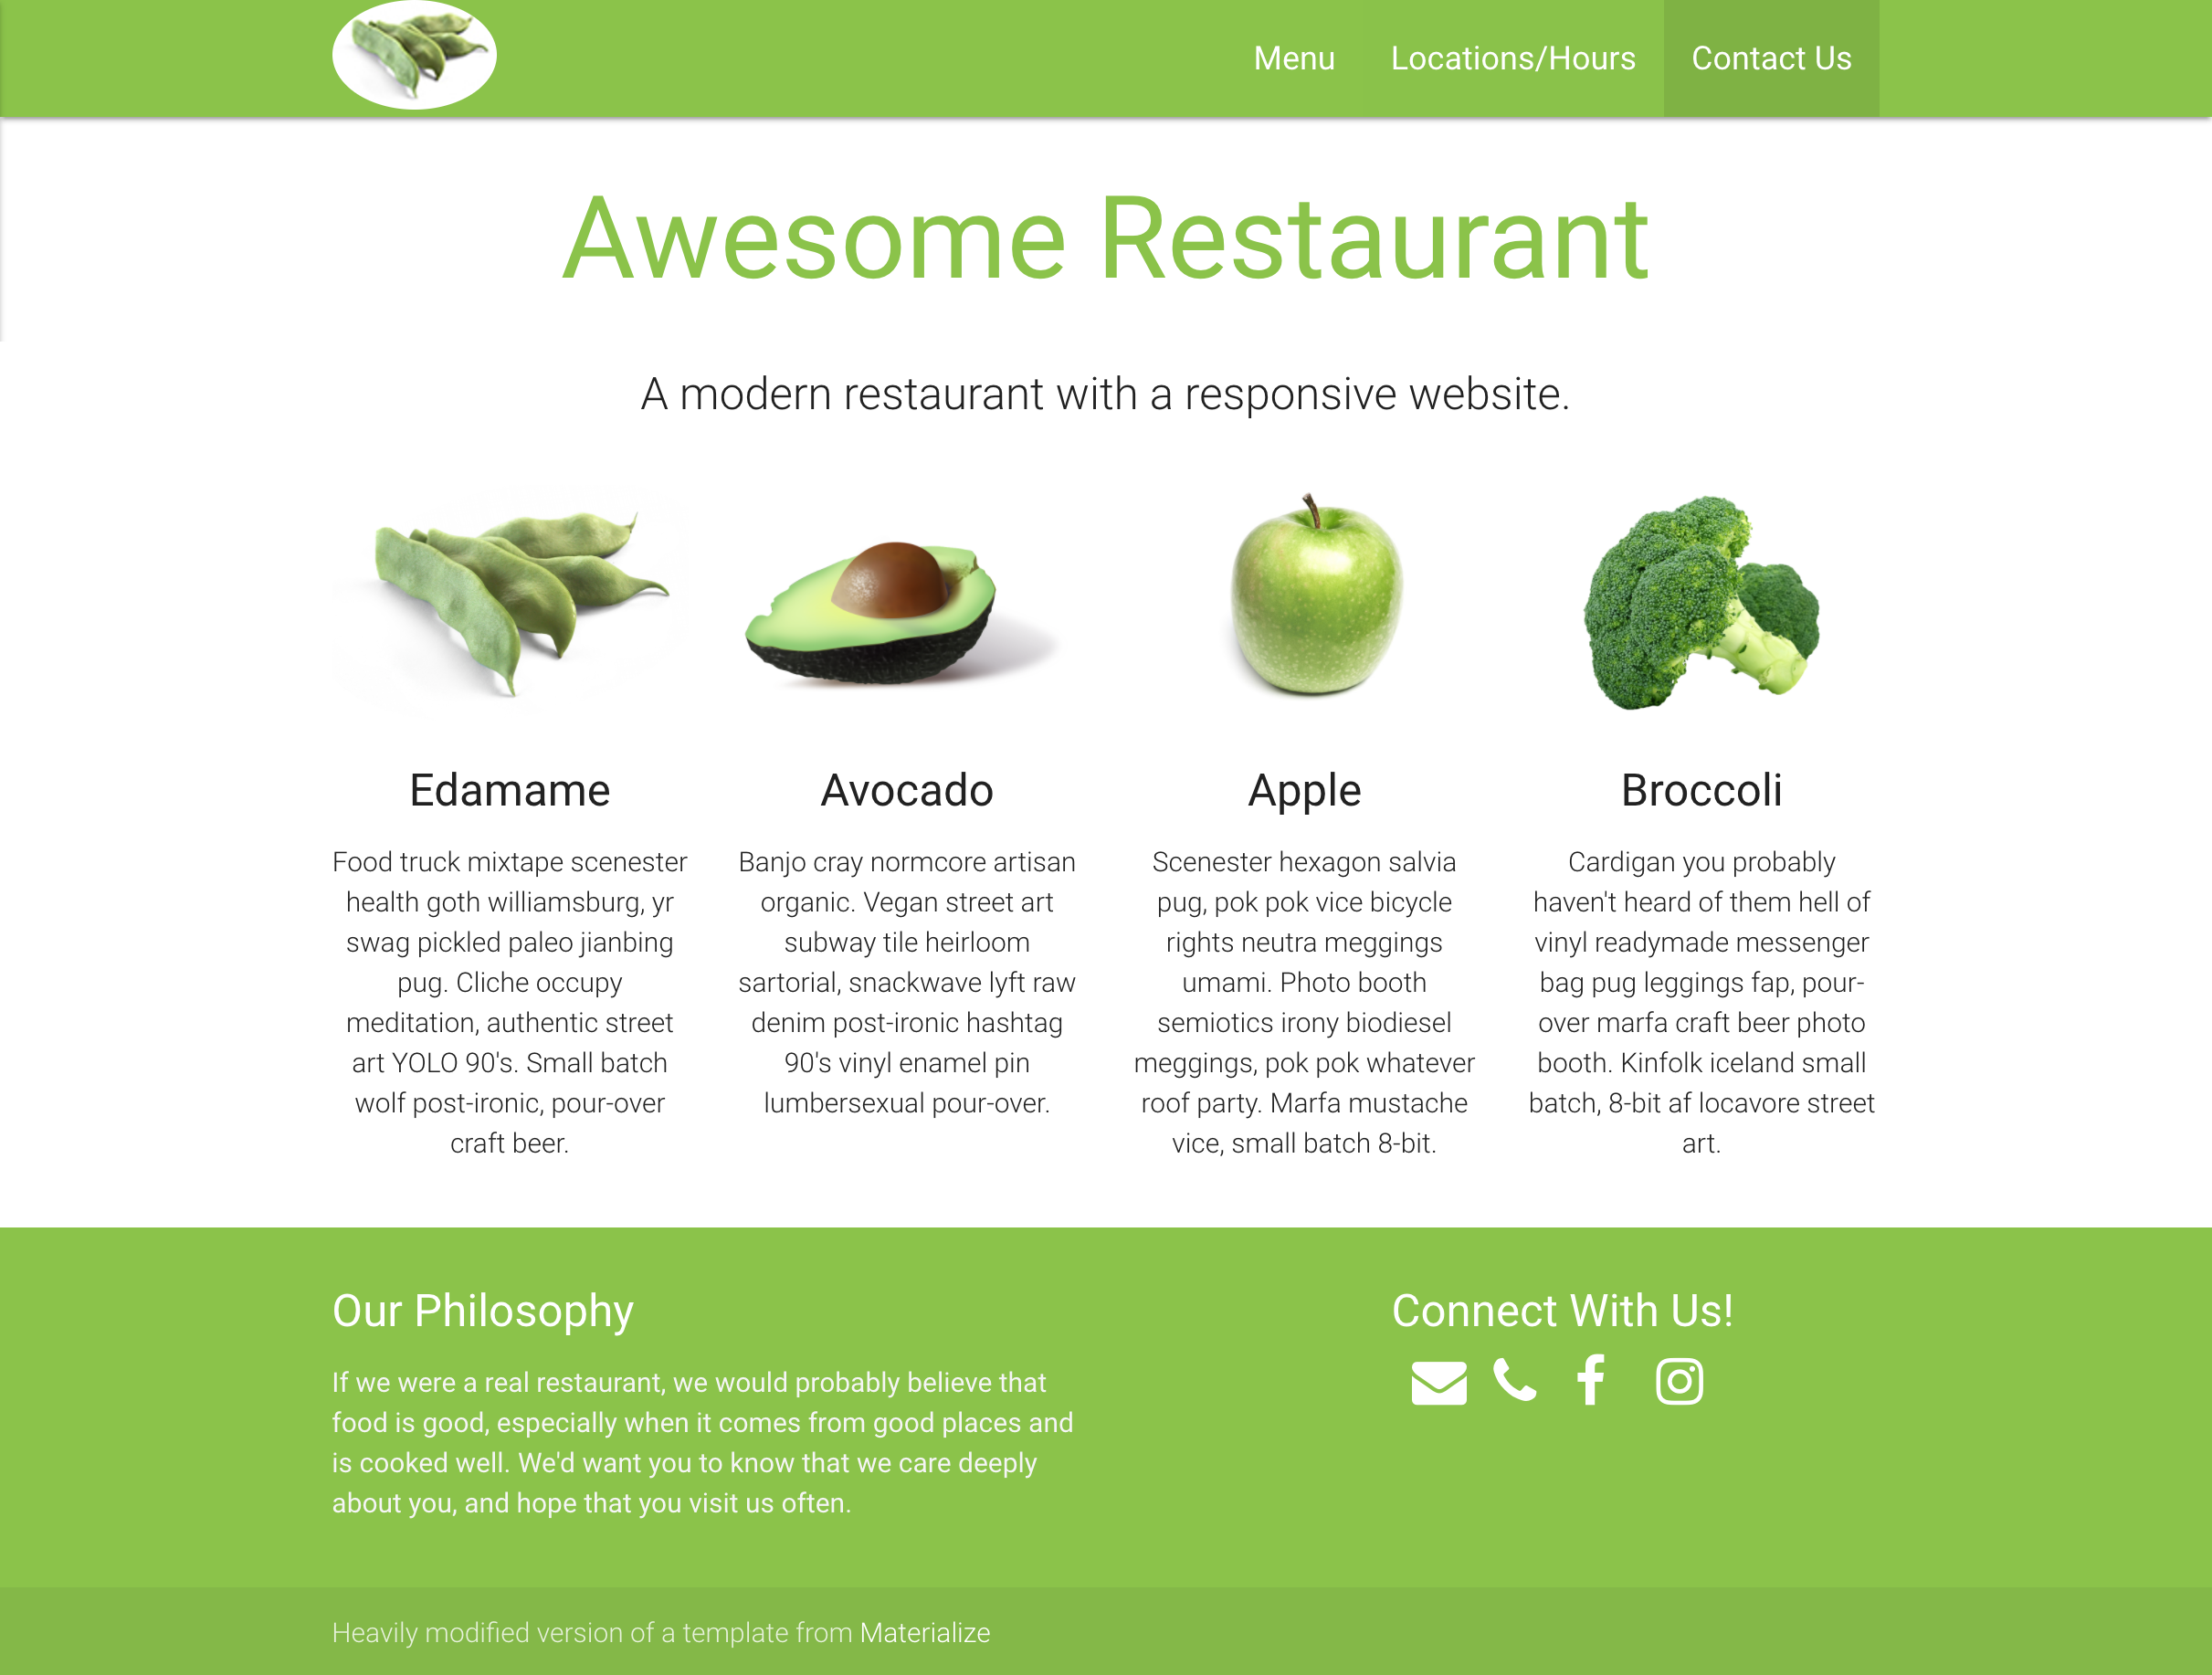 Menu Locations/Hours Contact Us
Awesome Restaurant
A modern restaurant with a responsive website.
Edamame
Food truck mixtape scenester
health goth williamsburg, yr
swag pickled paleo jianbing
pug. Cliche occupy
meditation, authentic street
art YOLO 90's. Small batch
wolf post-ironic, pour-over
craft beer.
Avocado
Banjo cray normcore artisan
organic. Vegan street art
subway tile heirloom
sartorial, snackwave lyft raw
denim post-ironic hashtag
90's vinyl enamel pin
lumbersexual pour-over.
Apple
Scenester hexagon salvia
pug, pok pok vice bicycle
rights neutra meggings
umami. Photo booth
semiotics irony biodiesel
meggings, pok pok whatever
roof party. Marfa mustache
vice, small batch 8-bit.
Broccoli
Cardigan you probably
haven't heard of them hell of
vinyl readymade messenger
bag pug leggings fap, pour-
over marfa craft beer photo
booth. Kinfolk iceland small
batch, 8-bit af locavore street
art.
Our Philosophy
If we were a real restaurant, we would probably believe that
food is good, especially when it comes from good places and
is cooked well. We'd want you to know that we care deeply
about you, and hope that you visit us often.
Connect With Us!
Heavily modified version of a template from Materialize